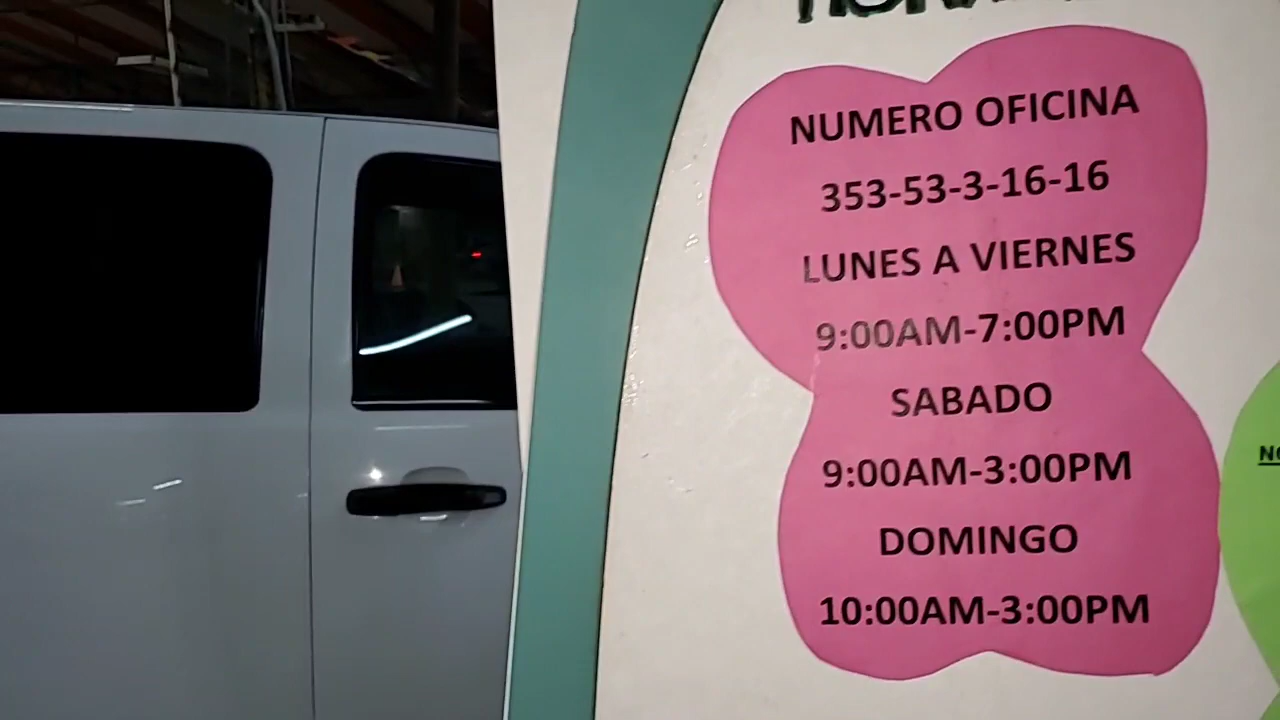 NUMERO OFICINA
353-53-3-16-16
LUNES A VIERNES
9:00AM-7:00PM
SABADO
9:00AM-3:00PM
DOMINGO
10:00AM-3:00PM